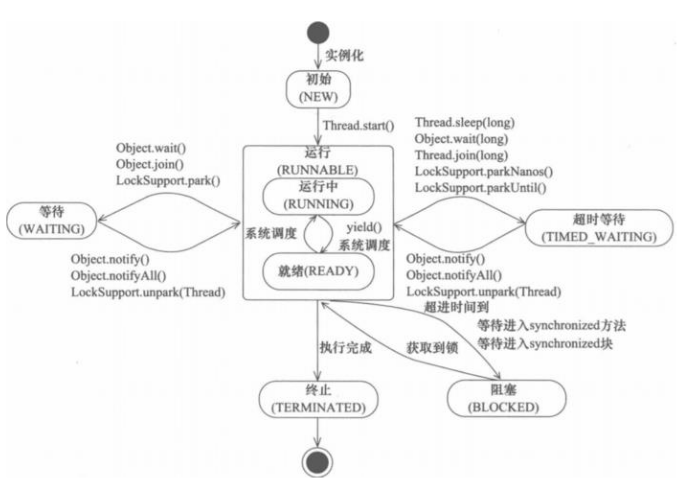 实例化
初始
(NEW)
Thread.start()
Object.wait()
Object.join()
LockSupport.park()
Thread.sleep(long)
Object.wait(long)
Thread.join(long)
LockSupport.parkNanos()
LockSupport.parkUntil()
运行
(RUNNABLE)
运行中
(RUNNING)
系统调度
yield()
系统调度
就绪(READY)
等待
(WAITING)
超时等待
(TIMED_WAITING)
Object.notify()
Object.notifyAll()
LockSupport.unpark(Thread)
Object.notify()
Object.notifyAll()
LockSupport.unpark(Thread)
超进时间到
等待进入synchronized方法
等待进入synchronized块
执行完成
获取到锁
终止
(TERMINATED)
阻塞
(BLOCKED)